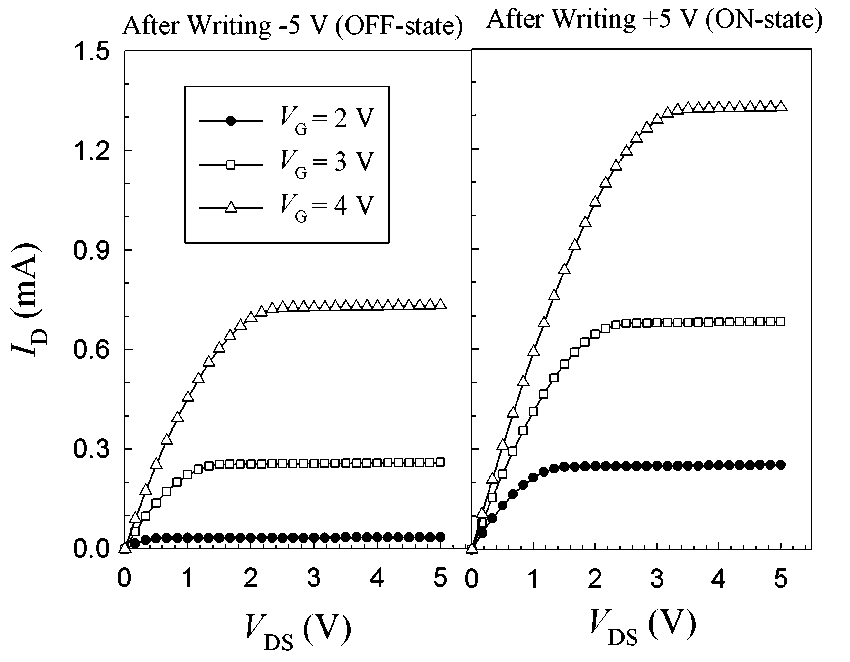 After Writing -5 V (OFF-state)
After Writing +5 V (ON-state)
1.5
1.2
0.9
0.6
0.3
0.0
I_D (mA)
V_G = 2 V
V_G = 3 V
V_G = 4 V
0 1 2 3 4 5
0 1 2 3 4 5
V_DS (V)
V_DS (V)